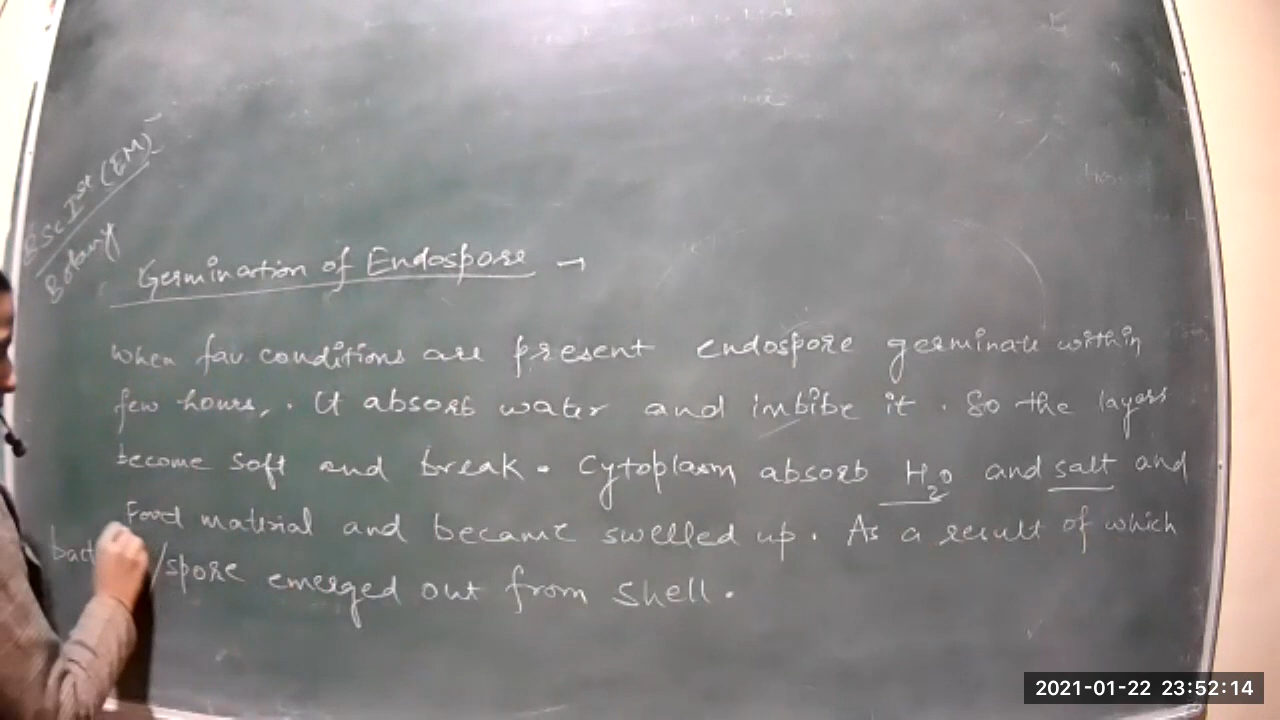 BSc Ist (EM)
Botany
Germination of Endospore →
When fav. conditions are present endospore germinate within
few hours, . It absorb water and imbibe it . So the layers
become soft and break . Cytoplasm absorb H2O and salt and
Food material and became swelled up . As a result of which
/spore emerged out from shell .
2021-01-22 23:52:14